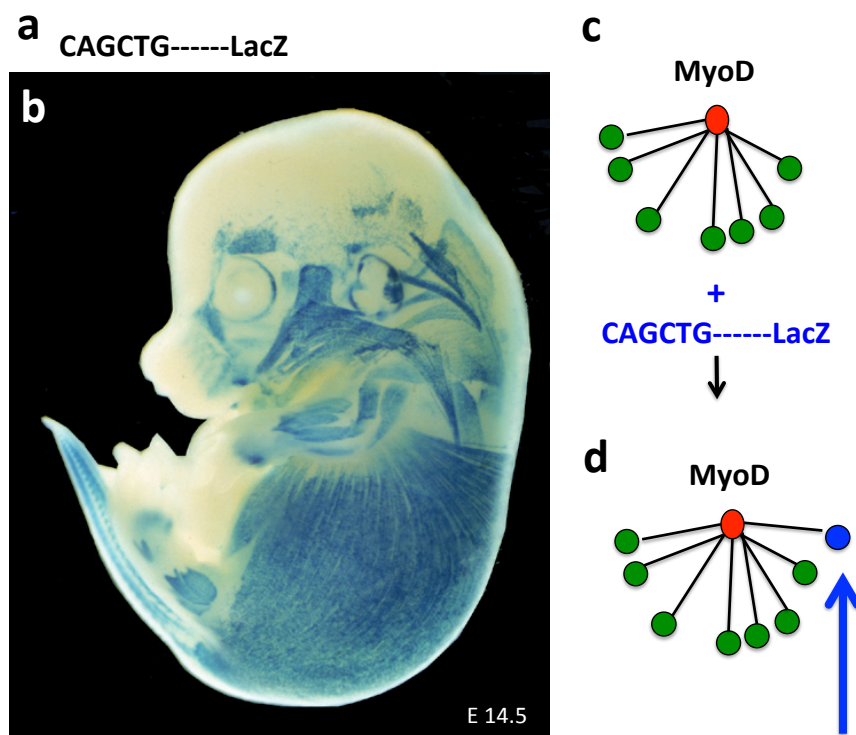 a
CAGCTG------LacZ
b
E 14.5
c
MyoD
+
CAGCTG------LacZ
d
MyoD